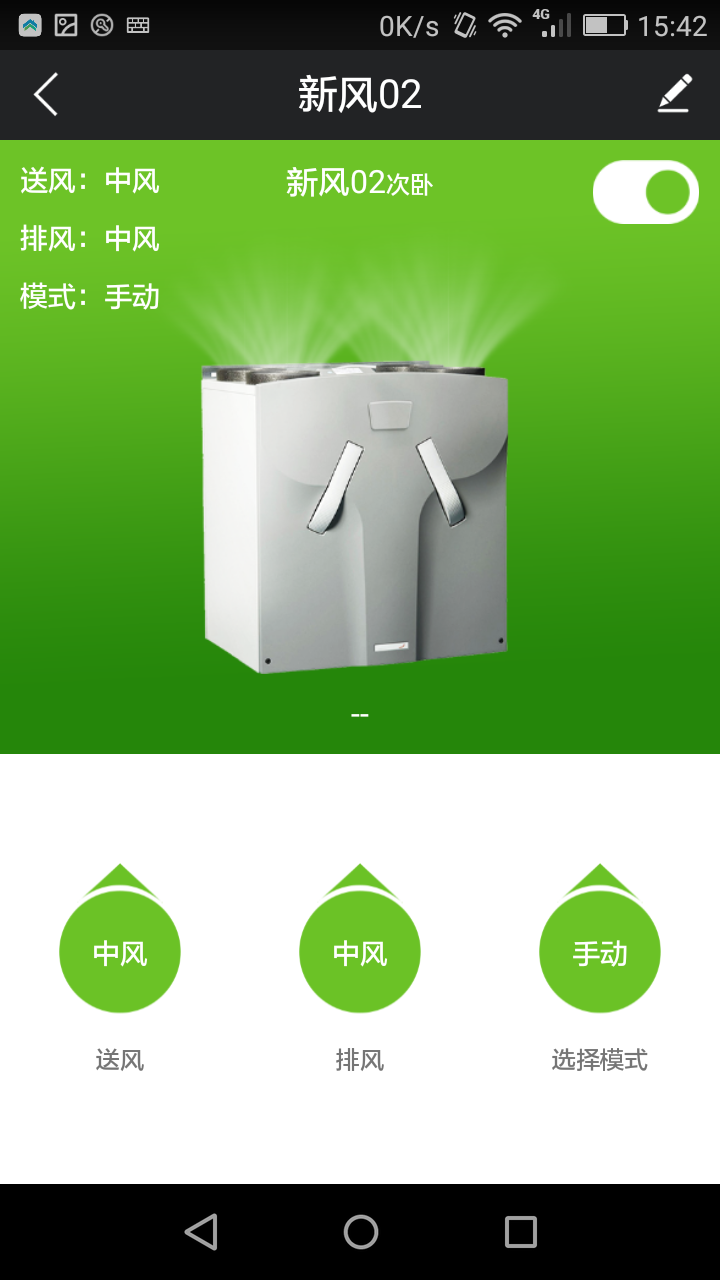 0K/s 4G 15:42
新风02
送风：中风
新风02次卧
排风：中风
模式：手动
--
中风 中风 手动
送风 排风 选择模式